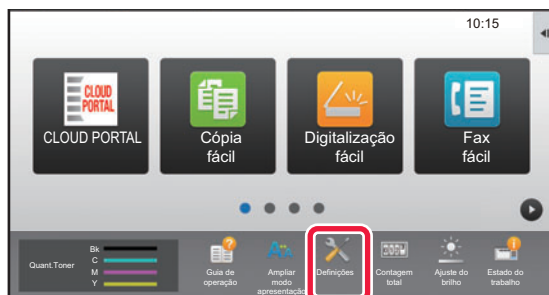 10:15
CLOUD
PORTAL
CLOUD PORTAL
Cópia
fácil
Digitalização
fácil
Fax
fácil
Quant.Toner
Bk
C
M
Y
Guia de
operação
Ampliar
modo
apresentação
Definições
Contagem
total
Ajuste do
brilho
Estado do
trabalho